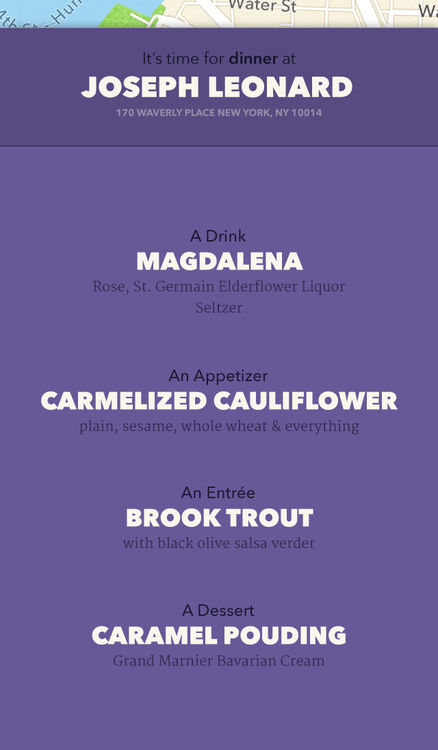 Water St
Wa
4th St-Hun
It's time for dinner at
JOSEPH LEONARD
170 WAVERLY PLACE NEW YORK, NY 10014
A Drink
MAGDALENA
Rose, St. Germain Elderflower Liquor
Seltzer
An Appetizer
CARMELIZED CAULIFLOWER
plain, sesame, whole wheat & everything
An Entrée
BROOK TROUT
with black olive salsa verder
A Dessert
CARAMEL POUDING
Grand Marnier Bavarian Cream